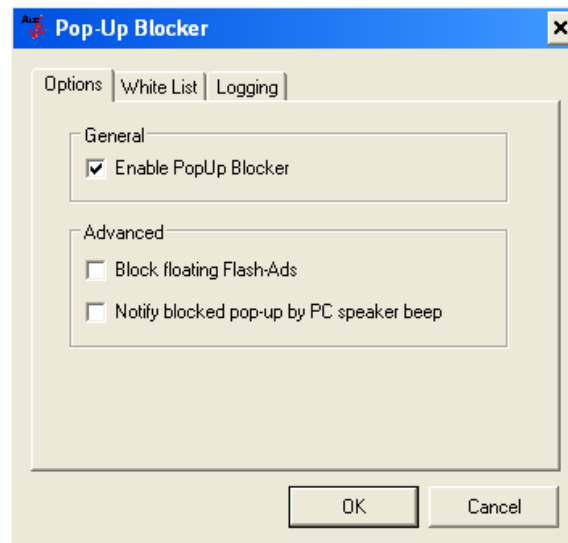 Ace Pop-Up Blocker
Options White List Logging
General
Enable PopUp Blocker
Advanced
Block floating Flash-Ads
Notify blocked pop-up by PC speaker beep
OK Cancel